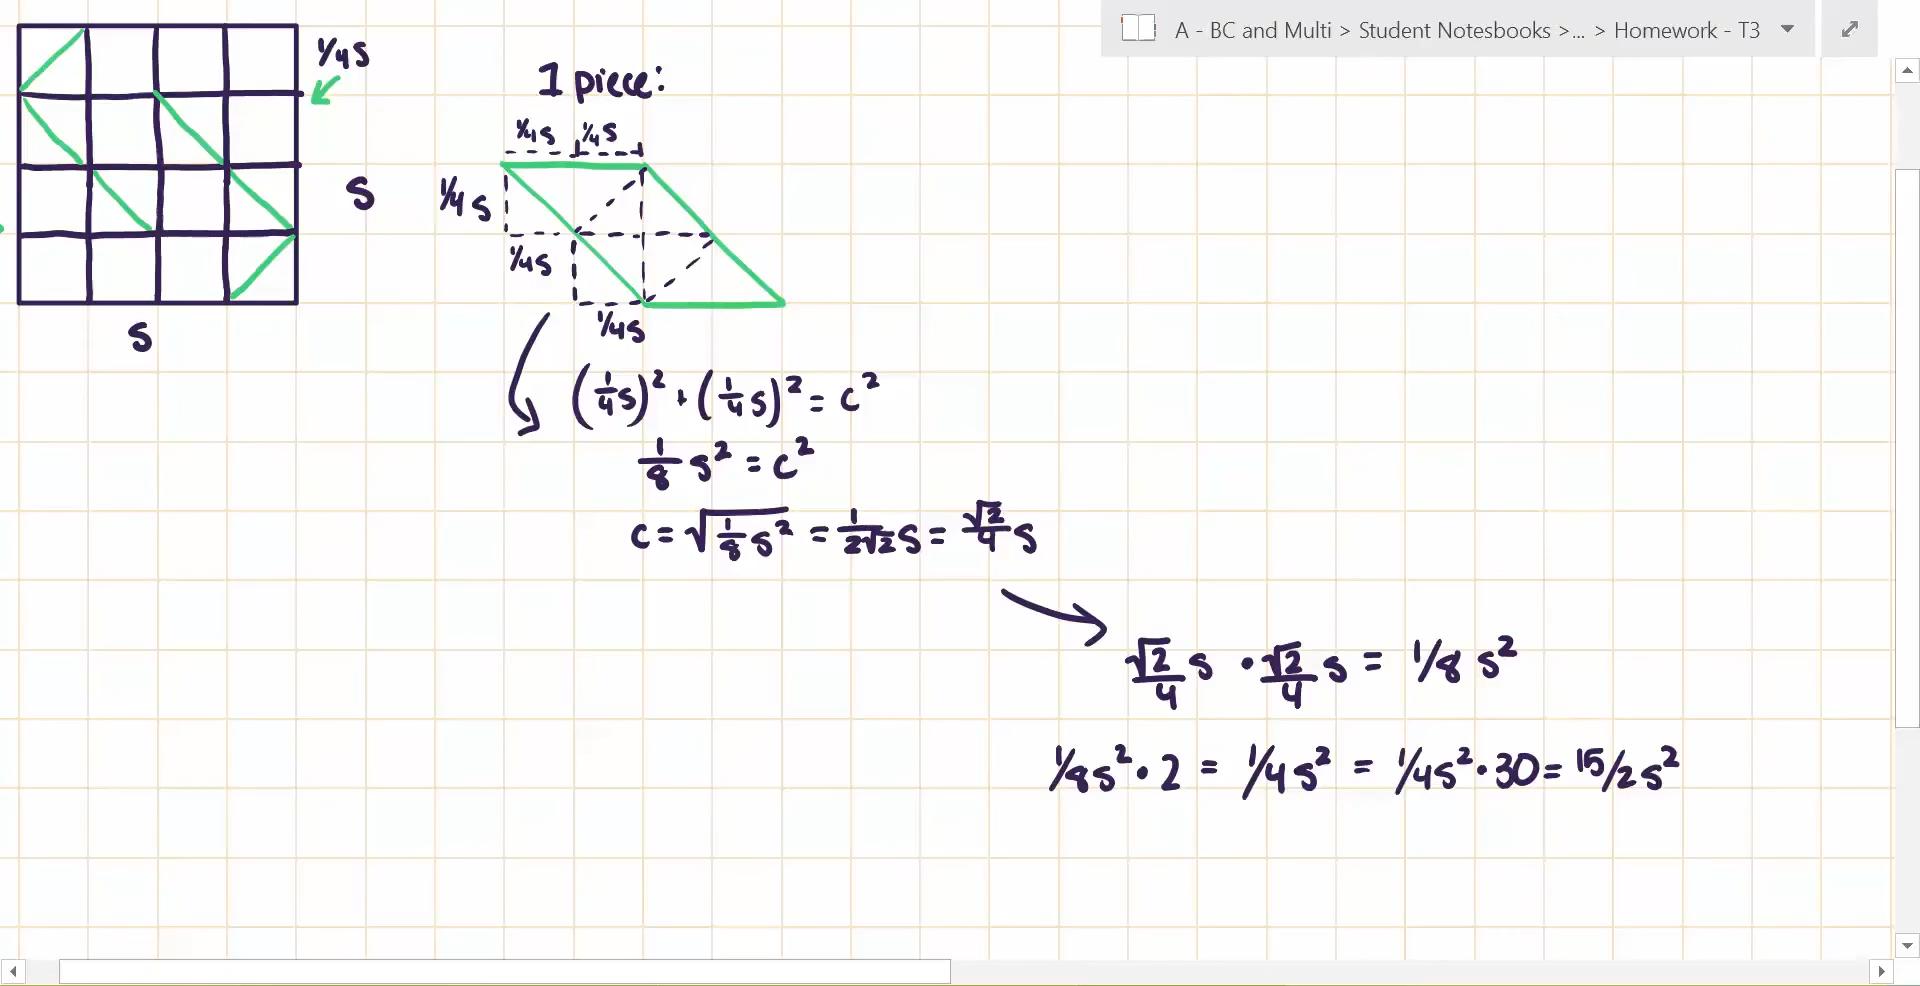 A - BC and Multi > Student Notesbooks >... > Homework - T3
1/4 s
1 piece:
1/4 s 1/4 s
s
1/4 s
1/4 s
1/4 s
s
(1/4 s)² + (1/4 s)² = c²
1/8 s² = c²
c = √(1/8 s²) = 1/(2√2) s = √2/4 s
√2/4 s · √2/4 s = 1/8 s²
1/8 s² · 2 = 1/4 s² = 1/4 s² · 30 = 15/2 s²